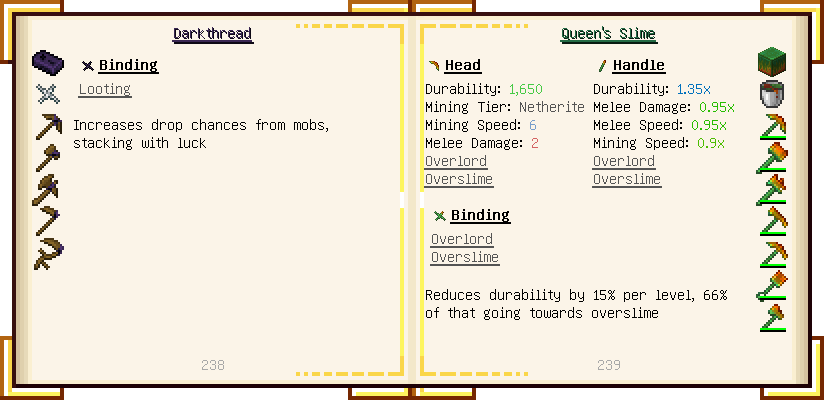 Darkthread
Binding
Looting
Increases drop chances from mobs,
stacking with luck
238
Queen's Slime
Head
Durability: 1,650
Mining Tier: Netherite
Mining Speed: 6
Melee Damage: 2
Overlord
Overslime
Handle
Durability: 1.35x
Melee Damage: 0.95x
Melee Speed: 0.95x
Mining Speed: 0.9x
Overlord
Overslime
Binding
Overlord
Overslime
Reduces durability by 15% per level, 66%
of that going towards overslime
239